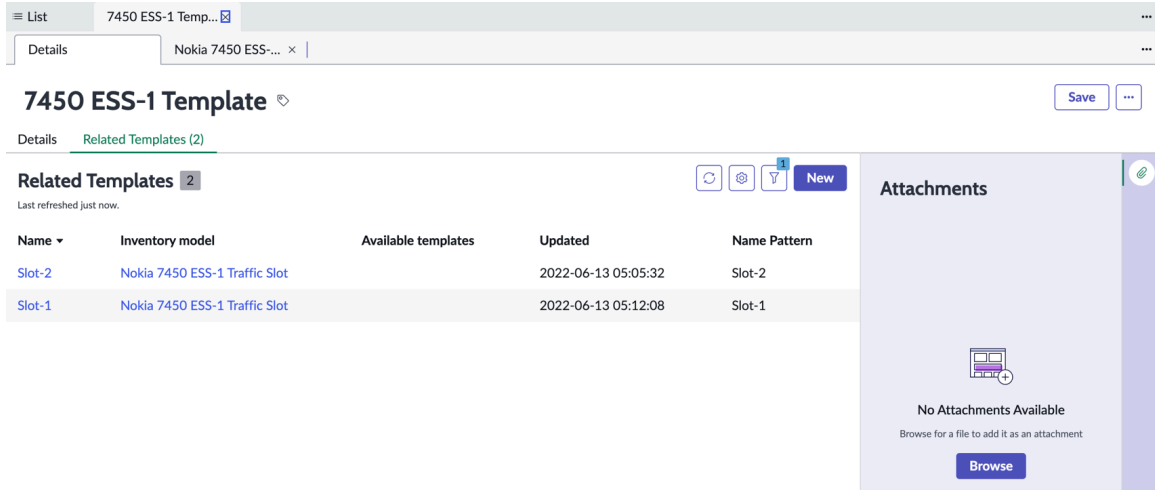 List
7450 ESS-1 Temp...
Details
Nokia 7450 ESS-...
7450 ESS-1 Template
Save
Details
Related Templates (2)
Related Templates 2
Last refreshed just now.
1
New
Attachments
Name Inventory model Available templates Updated Name Pattern
Slot-2 Nokia 7450 ESS-1 Traffic Slot 2022-06-13 05:05:32 Slot-2
Slot-1 Nokia 7450 ESS-1 Traffic Slot 2022-06-13 05:12:08 Slot-1
No Attachments Available
Browse for a file to add it as an attachment
Browse